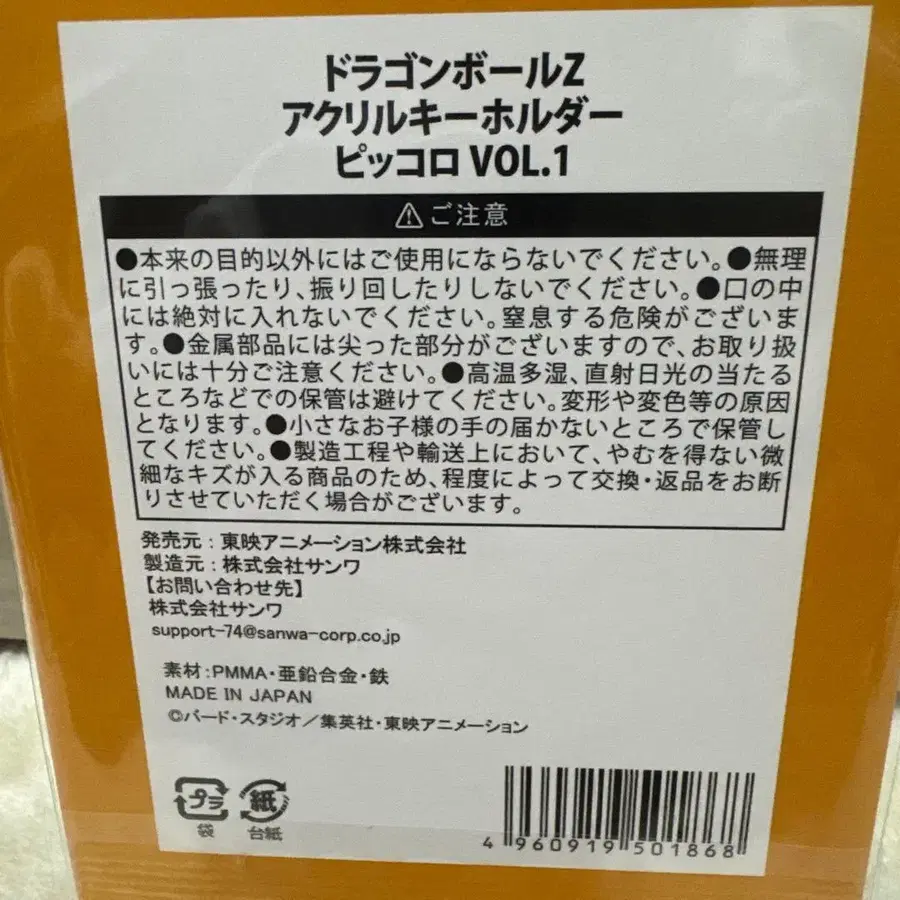 ドラゴンボールZ
アクリルキーホルダー
ピッコロ VOL.1
⚠ご注意
●本来の目的以外にはご使用にならないでください。●無理
に引っ張ったり、振り回したりしないでください。●口の中
には絶対に入れないでください。窒息する危険がございま
す。●金属部品には尖った部分がございますので、お取り扱
いには十分ご注意ください。●高温多湿、直射日光の当たる
ところなどでの保管は避けてください。変形や変色等の原因
となります。●小さなお子様の手の届かないところで保管し
てください。●製造工程や輸送上において、やむを得ない微
細なキズが入る商品のため、程度によって交換・返品をお断
りさせていただく場合がございます。
発売元：東映アニメーション株式会社
製造元：株式会社サンワ
【お問い合わせ先】
株式会社サンワ
support-74@sanwa-corp.co.jp
素材：PMMA・亜鉛合金・鉄
MADE IN JAPAN
©バード・スタジオ／集英社・東映アニメーション
プラ 紙
袋 台紙
4 960919 501868